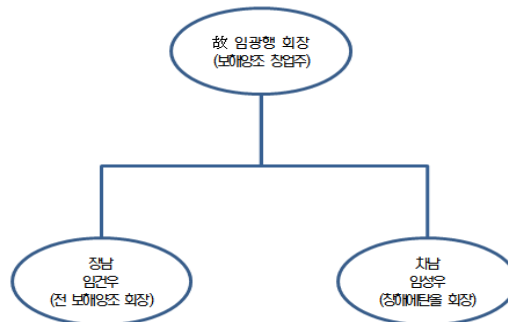 故 임광행 회장
(보해양조 창업주)
장남
임건우
(전 보해양조 회장)
차남
임성우
(창해에탄올 회장)